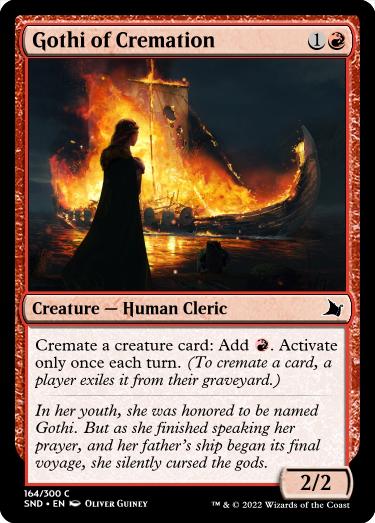 Gothi of Cremation
1
Creature — Human Cleric
Cremate a creature card: Add . Activate
only once each turn. (To cremate a card, a
player exiles it from their graveyard.)
In her youth, she was honored to be named
Gothi. But as she finished speaking her
prayer, and her father's ship began its final
voyage, she silently cursed the gods.
2/2
164/300 C
SND • EN Oliver Guiney
™ & © 2022 Wizards of the Coast